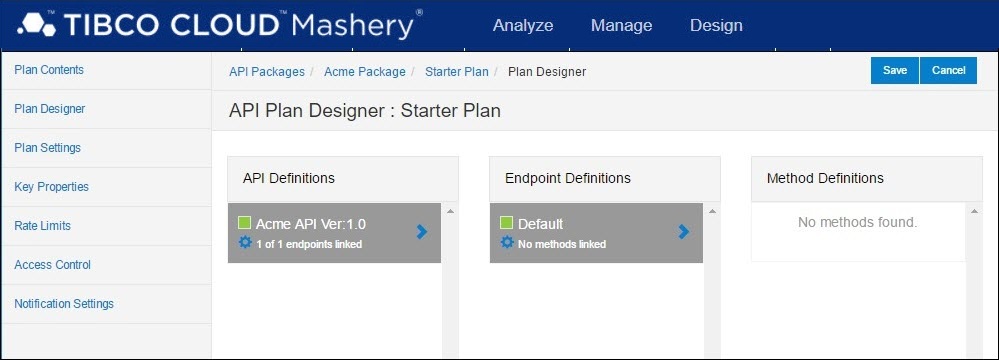 TIBCO CLOUD™ Mashery®
Analyze Manage Design
Plan Contents
Plan Designer
Plan Settings
Key Properties
Rate Limits
Access Control
Notification Settings
API Packages / Acme Package / Starter Plan / Plan Designer
Save Cancel
API Plan Designer : Starter Plan
API Definitions
Acme API Ver:1.0
1 of 1 endpoints linked
Endpoint Definitions
Default
No methods linked
Method Definitions
No methods found.